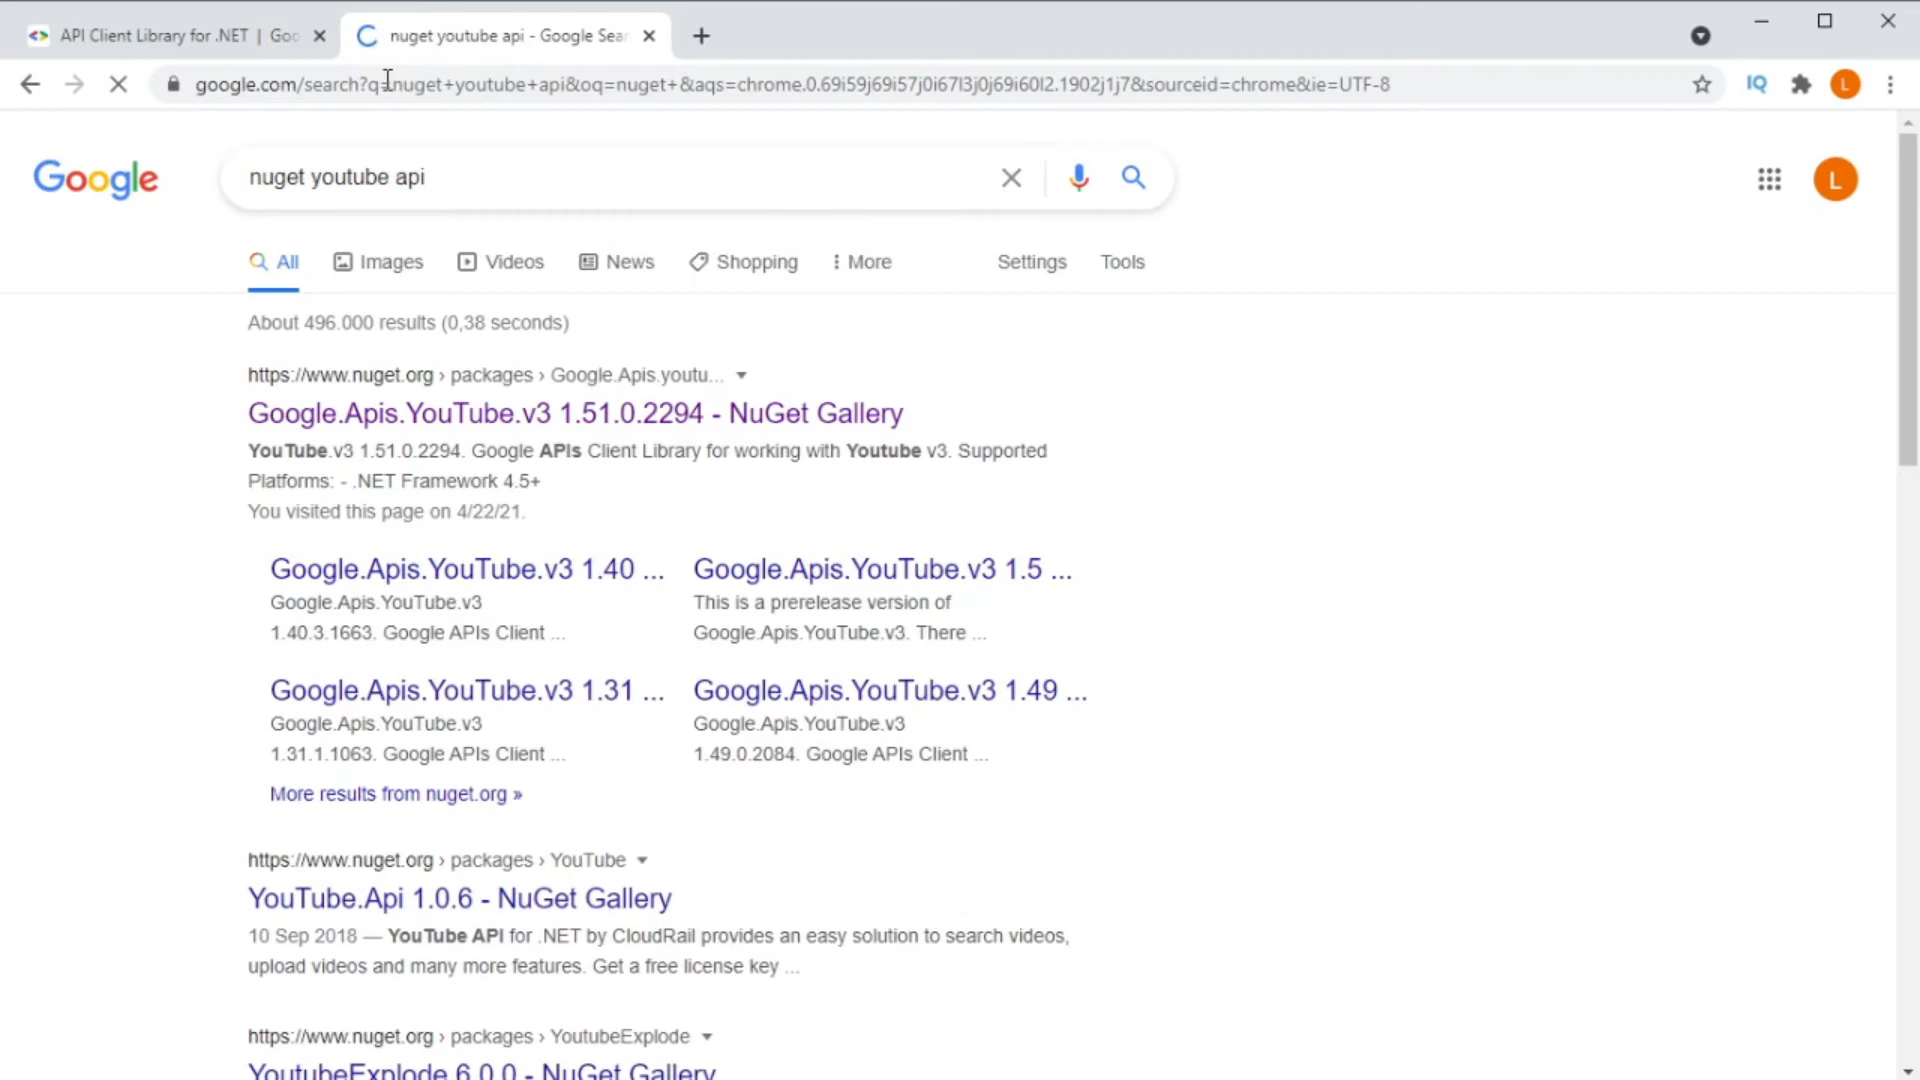 API Client Library for .NET | Goo
nuget youtube api - Google Sear
google.com/search?q=nuget+youtube+api&oq=nuget+&aqs=chrome.0.69i59j69i57j0i67l3j0j69i60l2.1902j1j7&sourceid=chrome&ie=UTF-8
IQ
L
Google
nuget youtube api
L
All
Images
Videos
News
Shopping
More
Settings
Tools
About 496.000 results (0,38 seconds)
https://www.nuget.org › packages › Google.Apis.youtu...
Google.Apis.YouTube.v3 1.51.0.2294 - NuGet Gallery
YouTube.v3 1.51.0.2294. Google APIs Client Library for working with Youtube v3. Supported
Platforms: - .NET Framework 4.5+
You visited this page on 4/22/21.
Google.Apis.YouTube.v3 1.40 ...
Google.Apis.YouTube.v3
1.40.3.1663. Google APIs Client ...
Google.Apis.YouTube.v3 1.5 ...
This is a prerelease version of
Google.Apis.YouTube.v3. There ...
Google.Apis.YouTube.v3 1.31 ...
Google.Apis.YouTube.v3
1.31.1.1063. Google APIs Client ...
Google.Apis.YouTube.v3 1.49 ...
Google.Apis.YouTube.v3
1.49.0.2084. Google APIs Client ...
More results from nuget.org »
https://www.nuget.org › packages › YouTube
YouTube.Api 1.0.6 - NuGet Gallery
10 Sep 2018 — YouTube API for .NET by CloudRail provides an easy solution to search videos,
upload videos and many more features. Get a free license key ...
https://www.nuget.org › packages › YoutubeExplode
YoutubeExplode 6.0.0 - NuGet Gallery